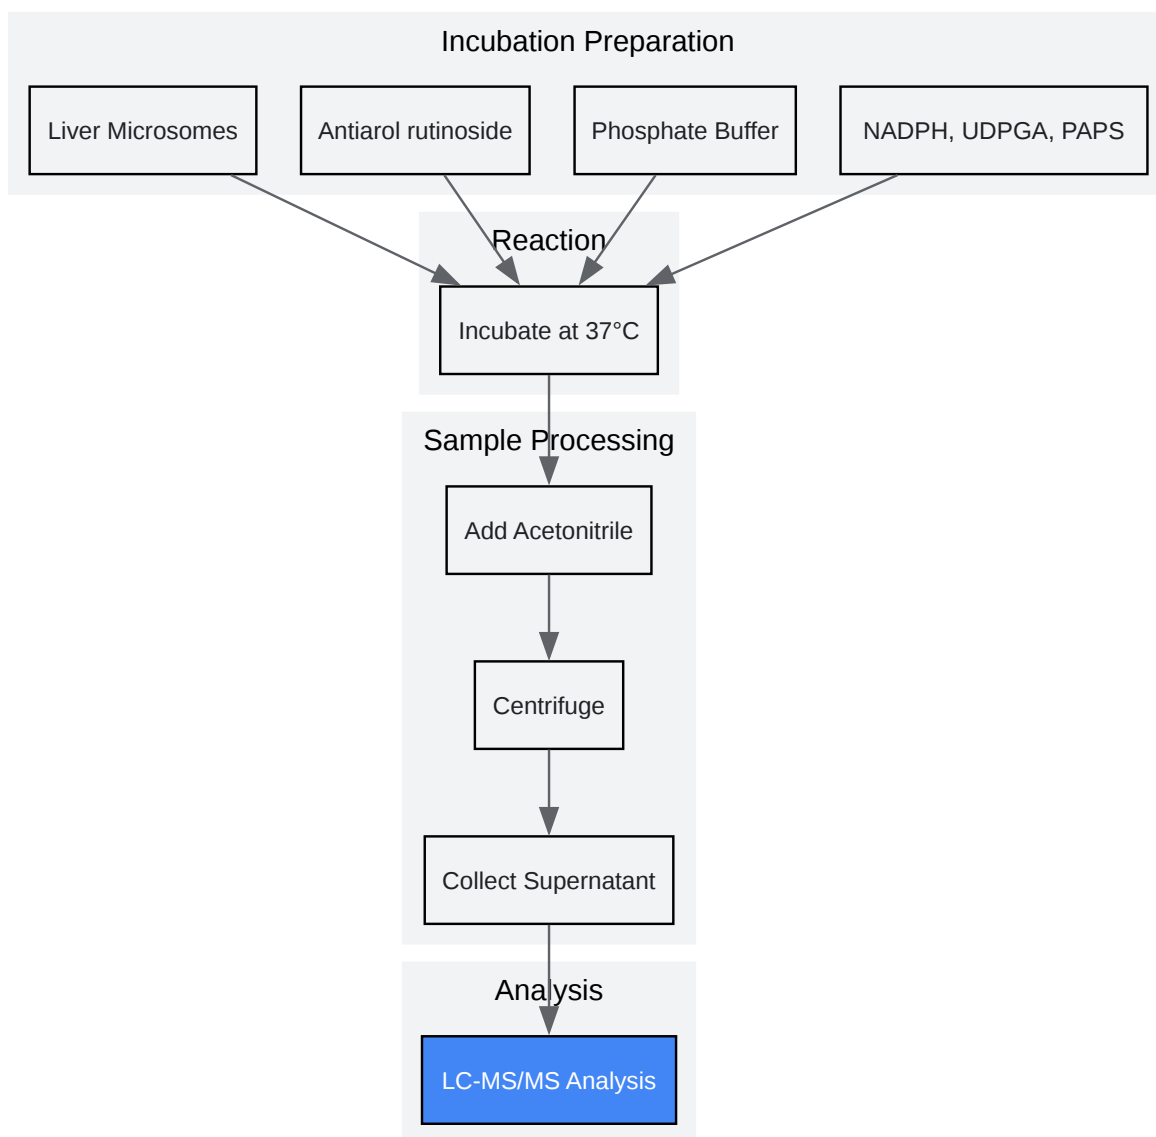 Incubation Preparation
Liver Microsomes
Antiarol rutinoside
Phosphate Buffer
NADPH, UDPGA, PAPS
Reaction
Incubate at 37°C
Sample Processing
Add Acetonitrile
Centrifuge
Collect Supernatant
Analysis
LC-MS/MS Analysis